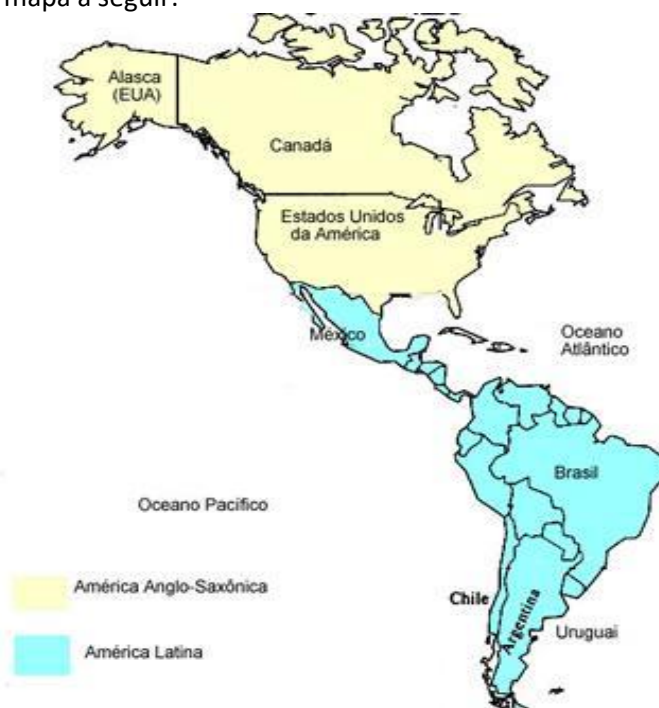 mapa a seguir:
Alasca
(EUA)
Canadá
Estados Unidos
da América
México
Oceano
Atlântico
Brasil
Oceano Pacífico
América Anglo-Saxônica
Chile
Argentina
Uruguai
América Latina